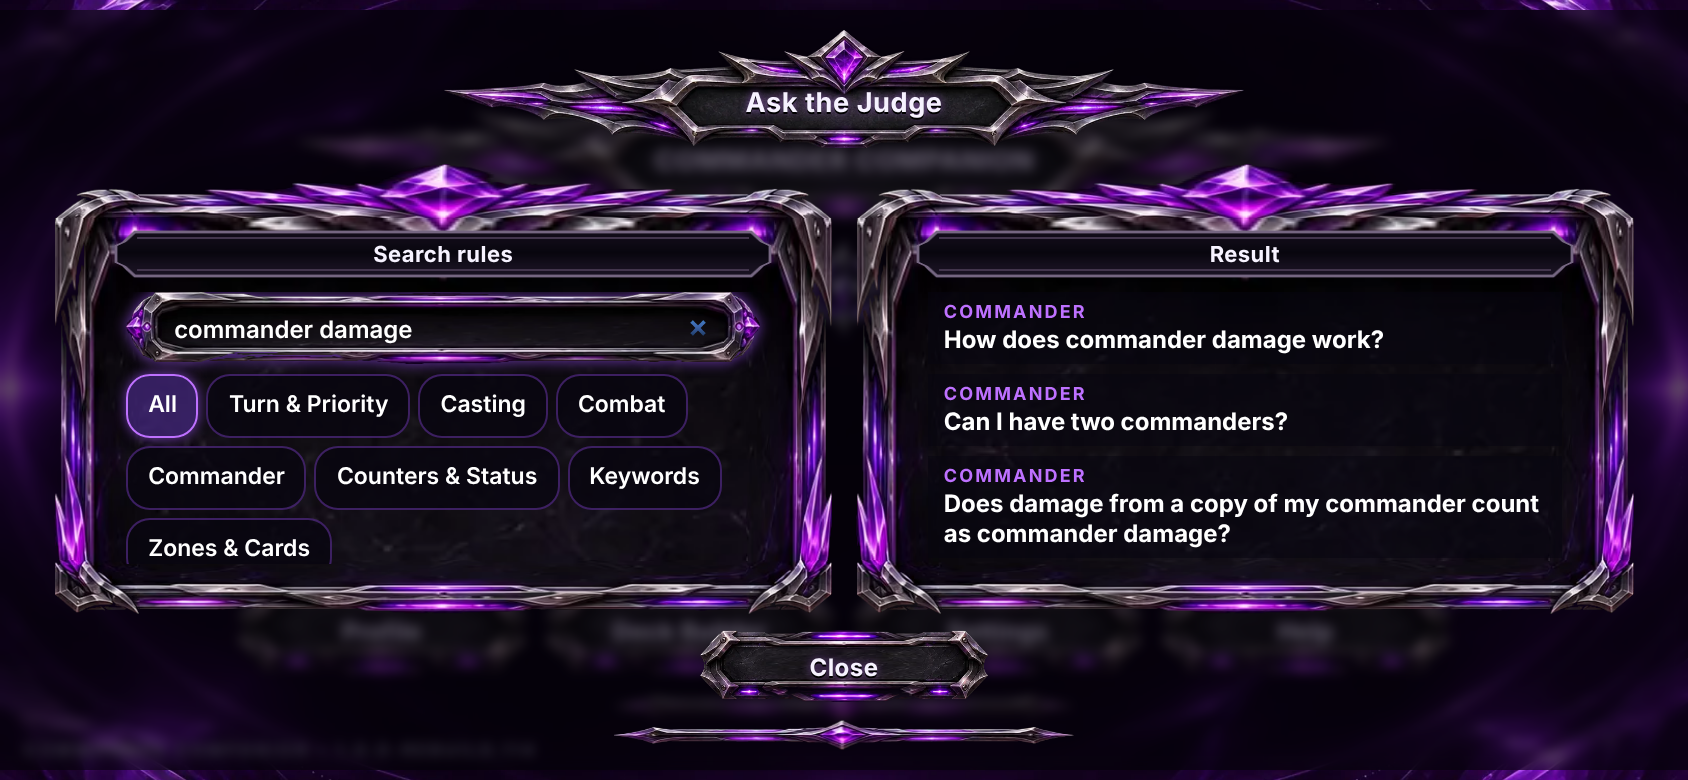 Ask the Judge
Search rules
commander damage
All
Turn & Priority
Casting
Combat
Commander
Counters & Status
Keywords
Zones & Cards
Result
COMMANDER
How does commander damage work?
COMMANDER
Can I have two commanders?
COMMANDER
Does damage from a copy of my commander count
as commander damage?
Close